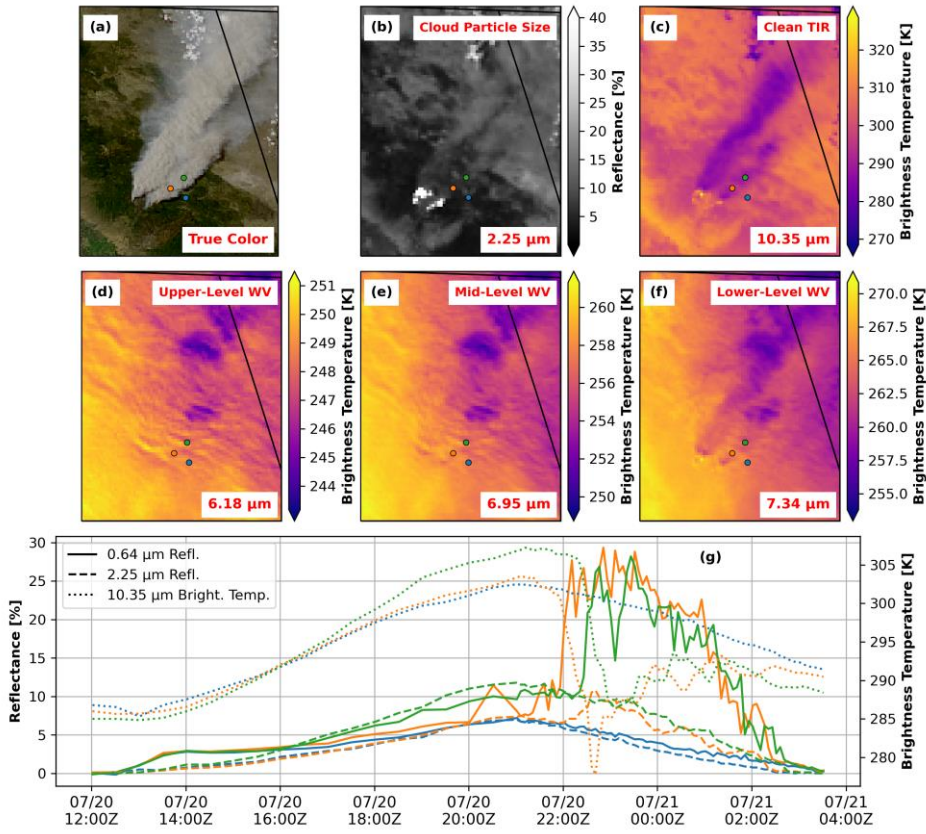 (a)
True Color
(b)
Cloud Particle Size
2.25 μm
40
35
30
25
20
15
10
5
Reflectance [%]
(c)
Clean TIR
10.35 μm
320
310
300
290
280
270
Brightness Temperature [K]
(d)
Upper-Level WV
6.18 μm
251
250
249
248
247
246
245
244
Brightness Temperature [K]
(e)
Mid-Level WV
6.95 μm
260
258
256
254
252
250
Brightness Temperature [K]
(f)
Lower-Level WV
7.34 μm
270.0
267.5
265.0
262.5
260.0
257.5
255.0
Brightness Temperature [K]
(g)
0.64 μm Refl.
2.25 μm Refl.
10.35 μm Bright. Temp.
Reflectance [%]
30
25
20
15
10
5
0
305
300
295
290
285
280
Brightness Temperature [K]
07/20 07/20 07/20 07/20 07/20 07/20 07/21 07/21 07/21
12:00Z 14:00Z 16:00Z 18:00Z 20:00Z 22:00Z 00:00Z 02:00Z 04:00Z